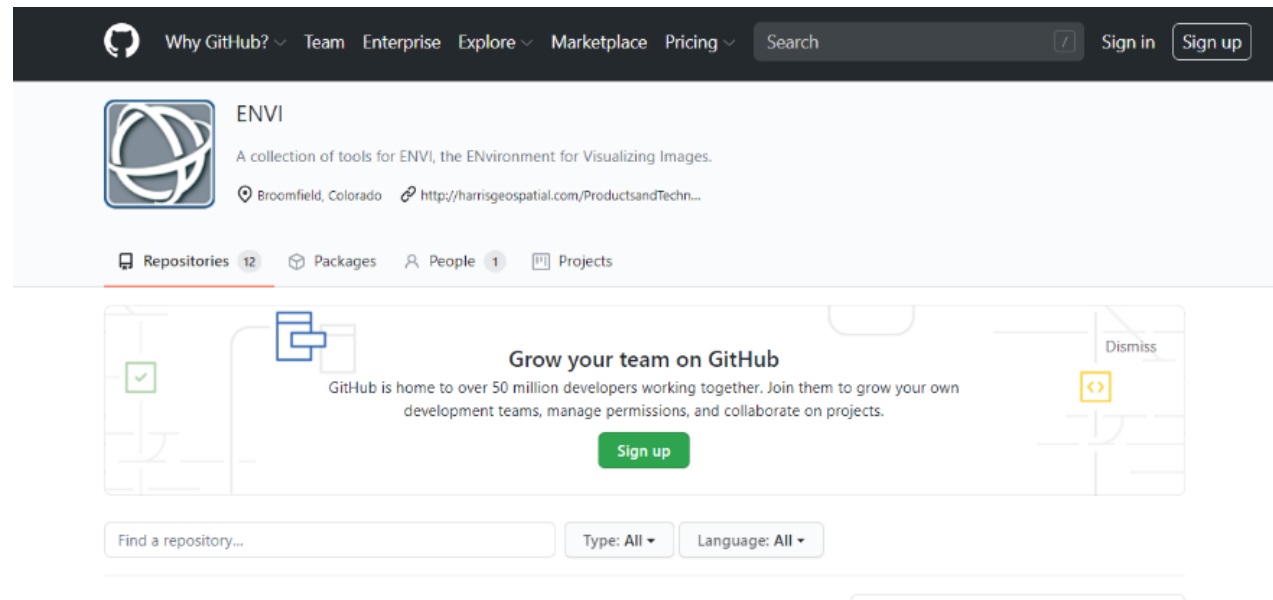 Why GitHub? Team Enterprise Explore Marketplace Pricing Search / Sign in Sign up
ENVI
A collection of tools for ENVI, the ENvironment for Visualizing Images.
Broomfield, Colorado http://harrisgeospatial.com/ProductsandTechn...
Repositories 12 Packages People 1 Projects
Grow your team on GitHub
Dismiss
GitHub is home to over 50 million developers working together. Join them to grow your own
development teams, manage permissions, and collaborate on projects.
Sign up
Find a repository... Type: All Language: All